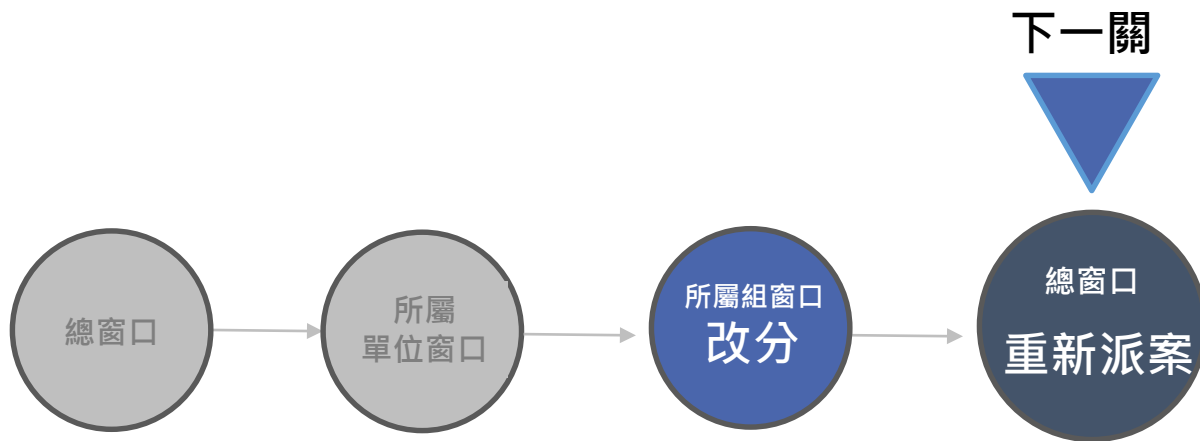 下一關
總窗口
所屬
單位窗口
所屬組窗口
改分
總窗口
重新派案